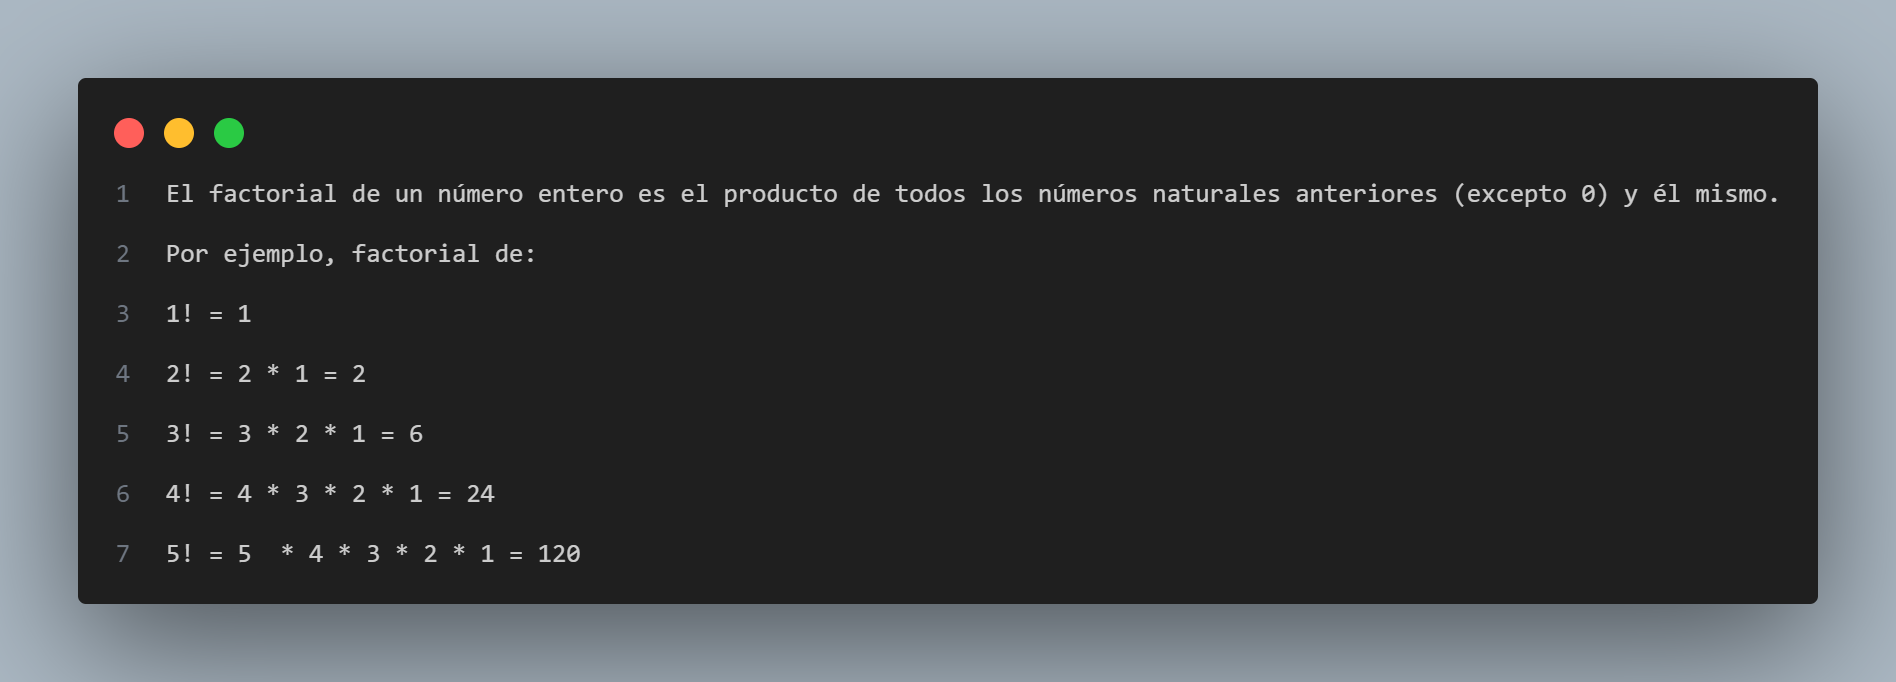 1 El factorial de un número entero es el producto de todos los números naturales anteriores (excepto 0) y él mismo.
2 Por ejemplo, factorial de:
3 1! = 1
4 2! = 2 * 1 = 2
5 3! = 3 * 2 * 1 = 6
6 4! = 4 * 3 * 2 * 1 = 24
7 5! = 5  * 4 * 3 * 2 * 1 = 120